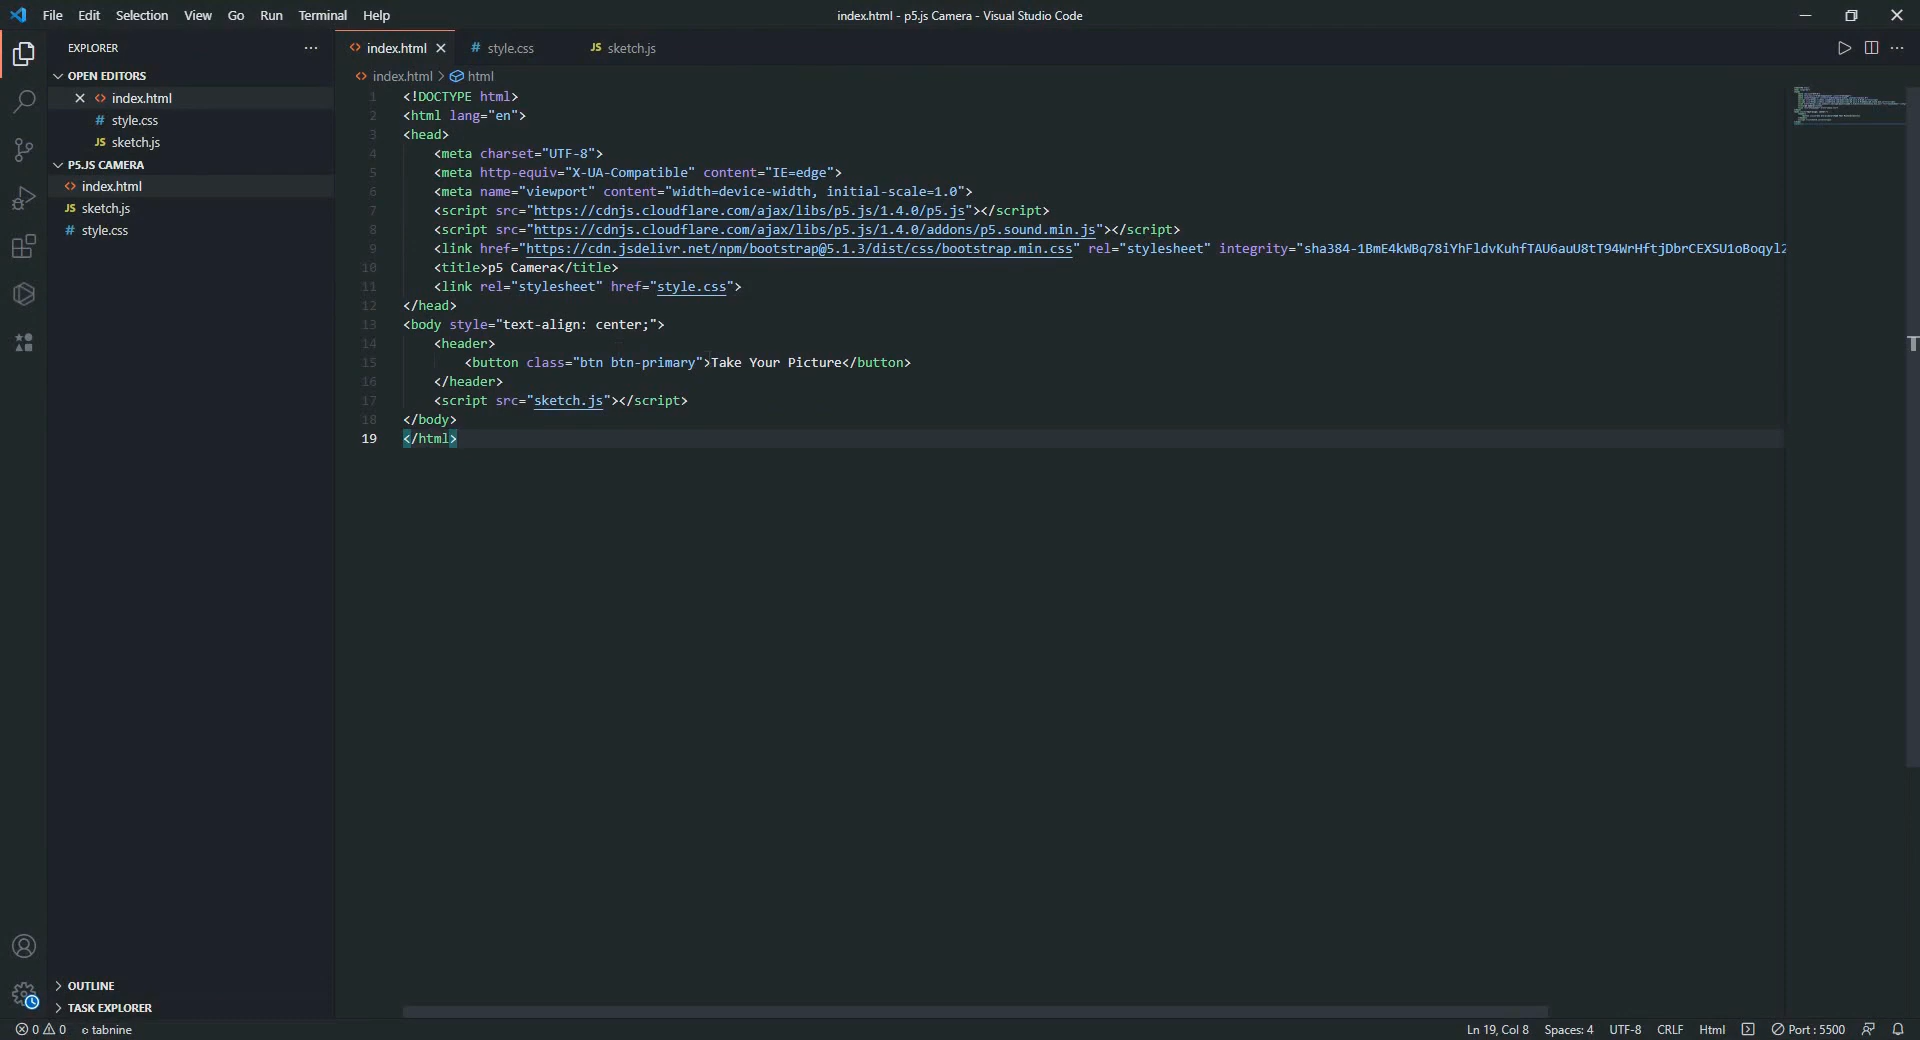 File Edit Selection View Go Run Terminal Help
index.html - p5.js Camera - Visual Studio Code
EXPLORER
OPEN EDITORS
index.html
# style.css
JS sketch.js
P5.JS CAMERA
index.html
JS sketch.js
# style.css
OUTLINE
TASK EXPLORER
index.html
# style.css
JS sketch.js
index.html > html
1 <!DOCTYPE html>
2 <html lang="en">
3 <head>
4 <meta charset="UTF-8">
5 <meta http-equiv="X-UA-Compatible" content="IE=edge">
6 <meta name="viewport" content="width=device-width, initial-scale=1.0">
7 <script src="https://cdnjs.cloudflare.com/ajax/libs/p5.js/1.4.0/p5.js"></script>
8 <script src="https://cdnjs.cloudflare.com/ajax/libs/p5.js/1.4.0/addons/p5.sound.min.js"></script>
9 <link href="https://cdn.jsdelivr.net/npm/bootstrap@5.1.3/dist/css/bootstrap.min.css" rel="stylesheet" integrity="sha384-1BmE4kWBq78iYhFldvKuhfTAU6auU8tT94WrHftjDbrCEXSU1oBoqyl2
10 <title>p5 Camera</title>
11 <link rel="stylesheet" href="style.css">
12 </head>
13 <body style="text-align: center;">
14 <header>
15 <button class="btn btn-primary">Take Your Picture</button>
16 </header>
17 <script src="sketch.js"></script>
18 </body>
19 </html>
0 0 tabnine
Ln 19, Col 8 Spaces: 4 UTF-8 CRLF Html Port : 5500